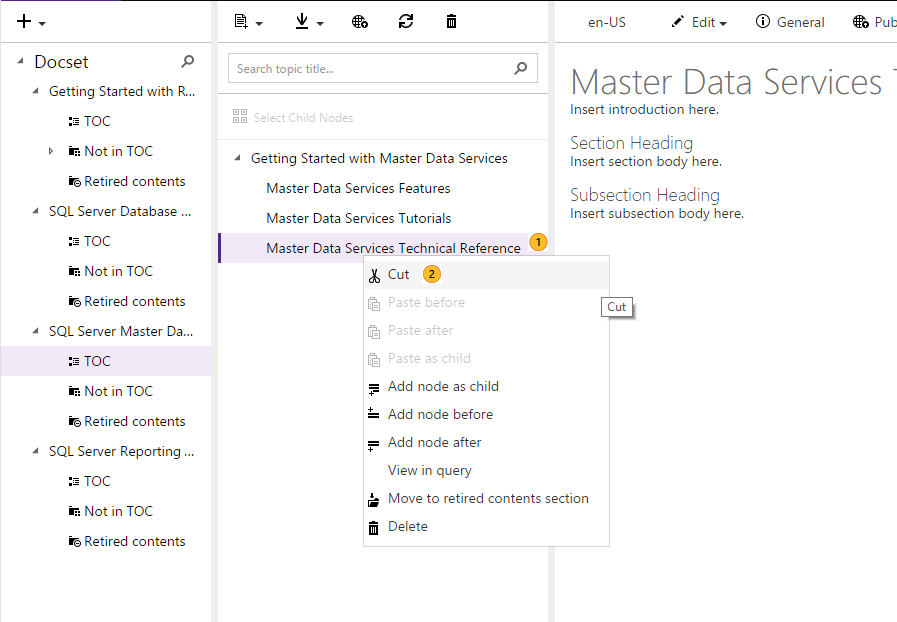 Docset
Getting Started with R...
TOC
Not in TOC
Retired contents
SQL Server Database ...
TOC
Not in TOC
Retired contents
SQL Server Master Da...
TOC
Not in TOC
Retired contents
SQL Server Reporting ...
TOC
Not in TOC
Retired contents
Search topic title...
Select Child Nodes
Getting Started with Master Data Services
Master Data Services Features
Master Data Services Tutorials
Master Data Services Technical Reference 1
Cut 2
Paste before
Paste after
Paste as child
Add node as child
Add node before
Add node after
View in query
Move to retired contents section
Delete
Cut
en-US Edit General Pub
Master Data Services T
Insert introduction here.
Section Heading
Insert section body here.
Subsection Heading
Insert subsection body here.